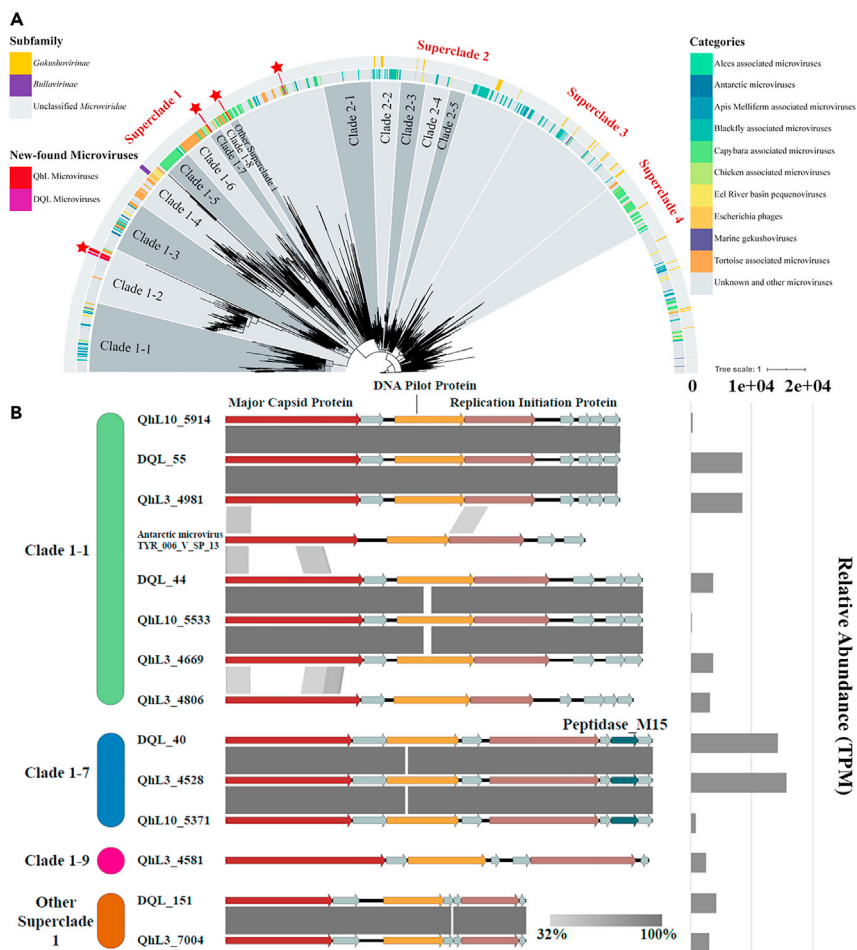 A
Subfamily
Gokushovirinae
Bullavirinae
Unclassified Microviridae
New-found Microviruses
QhL Microviruses
DQL Microviruses
Superclade 1
Superclade 2
Superclade 3
Superclade 4
Clade 1-1
Clade 1-2
Clade 1-3
Clade 1-4
Clade 1-5
Clade 1-6
Clade 1-7
Clade 1-8
Other Superclade 1
Clade 2-1
Clade 2-2
Clade 2-3
Clade 2-4
Clade 2-5
Categories
Alces associated microviruses
Antarctic microviruses
Apis Melliferm associated microviruses
Blackfly associated microviruses
Capybara associated microviruses
Chicken associated microviruses
Eel River basin pequenoviruses
Escherichia phages
Marine gekushoviruses
Tortoise associated microviruses
Unknown and other microviruses
Tree scale: 1
B
DNA Pilot Protein
Major Capsid Protein
Replication Initiation Protein
0 1e+04 2e+04
QhL10_5914
DQL_55
QhL3_4981
Clade 1-1
Antarctic microvirus
TYR_006_V_SP_13
DQL_44
QhL10_5533
QhL3_4669
QhL3_4806
Peptidase_M15
DQL_40
Clade 1-7
QhL3_4528
QhL10_5371
Clade 1-9
QhL3_4581
Other
Superclade
1
DQL_151
QhL3_7004
32% 100%
Relative Abundance (TPM)